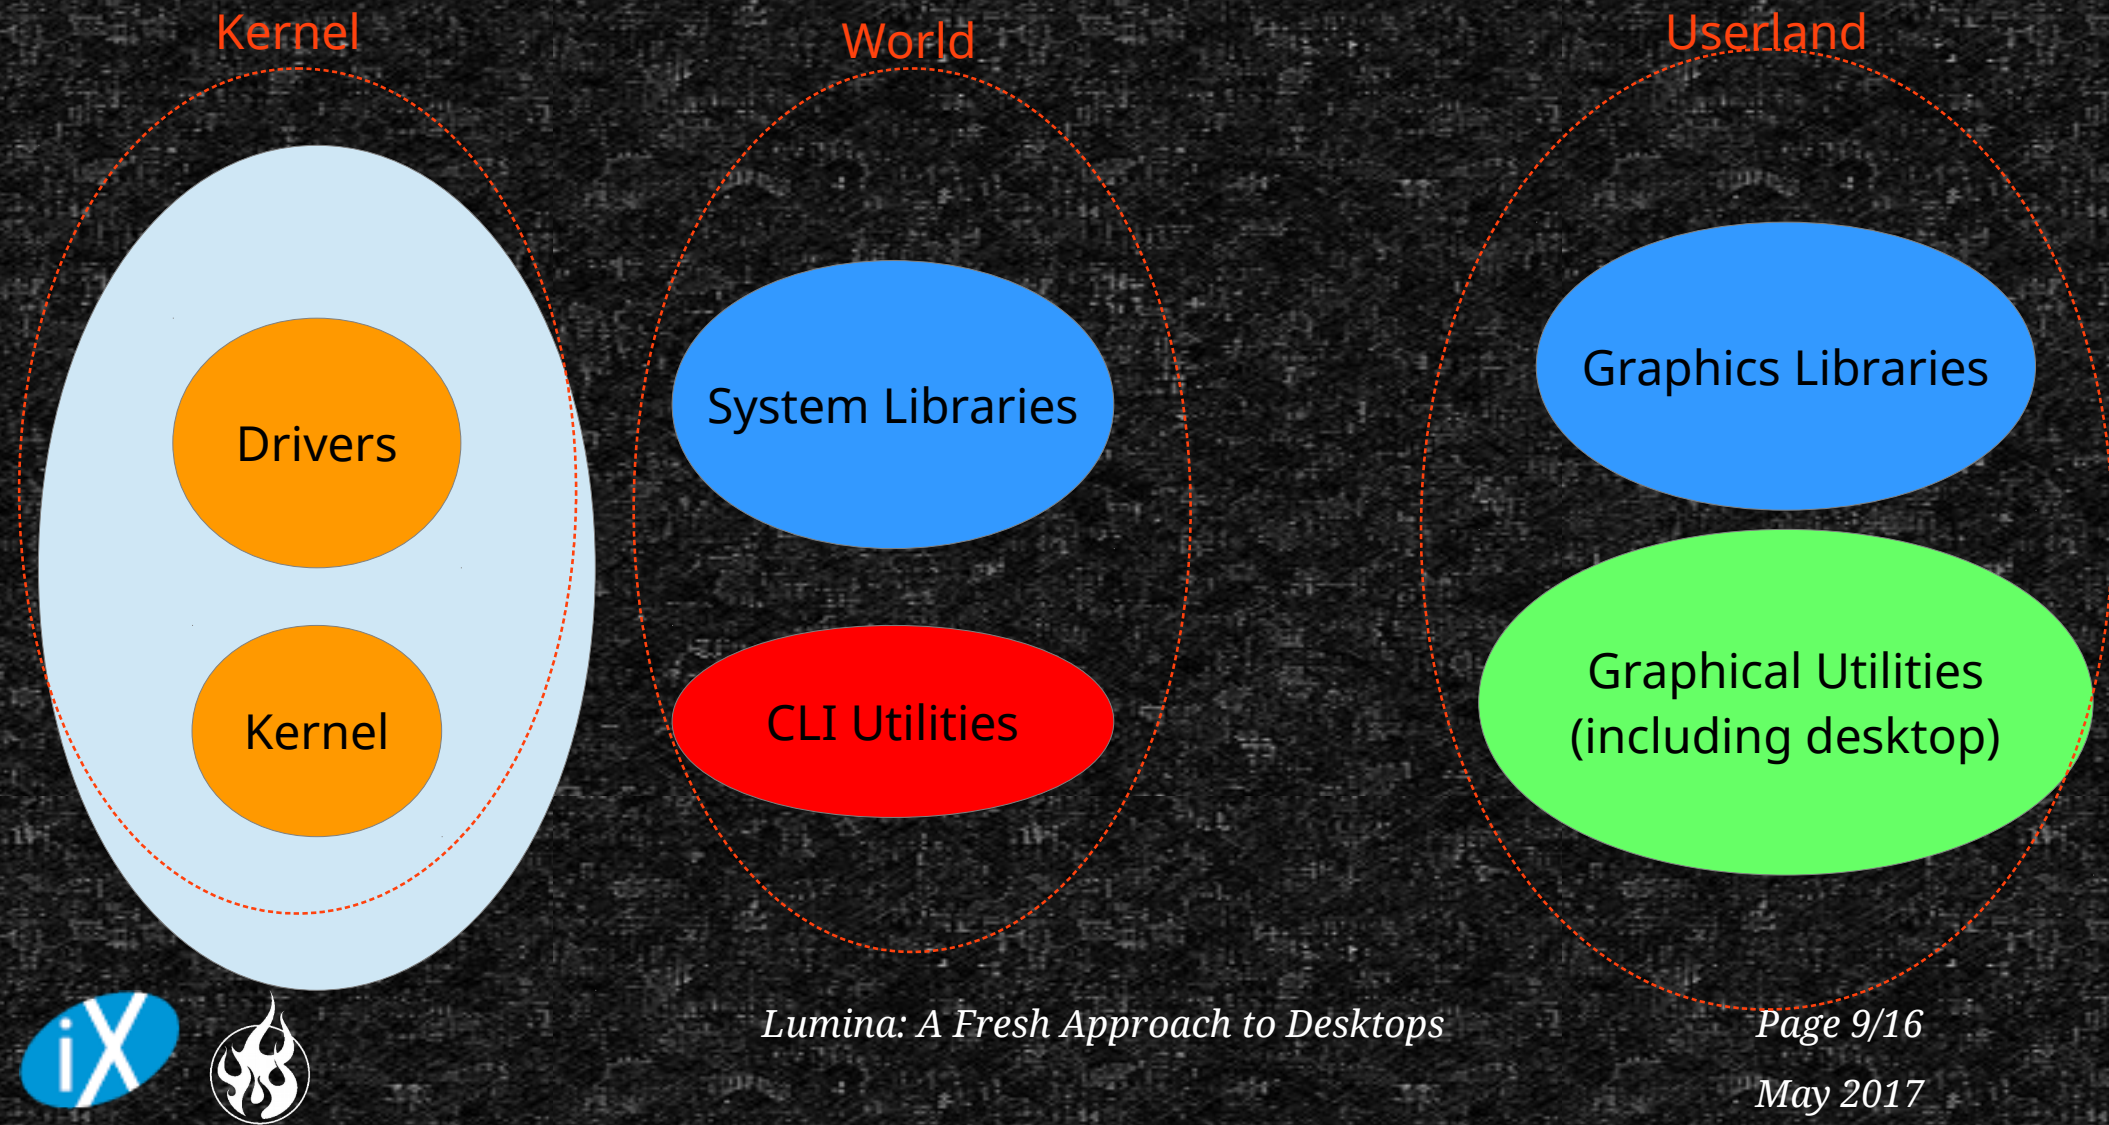 Kernel
World
Userland
Drivers
Kernel
System Libraries
CLI Utilities
Graphics Libraries
Graphical Utilities
(including desktop)
iX
Lumina: A Fresh Approach to Desktops
Page 9/16
May 2017